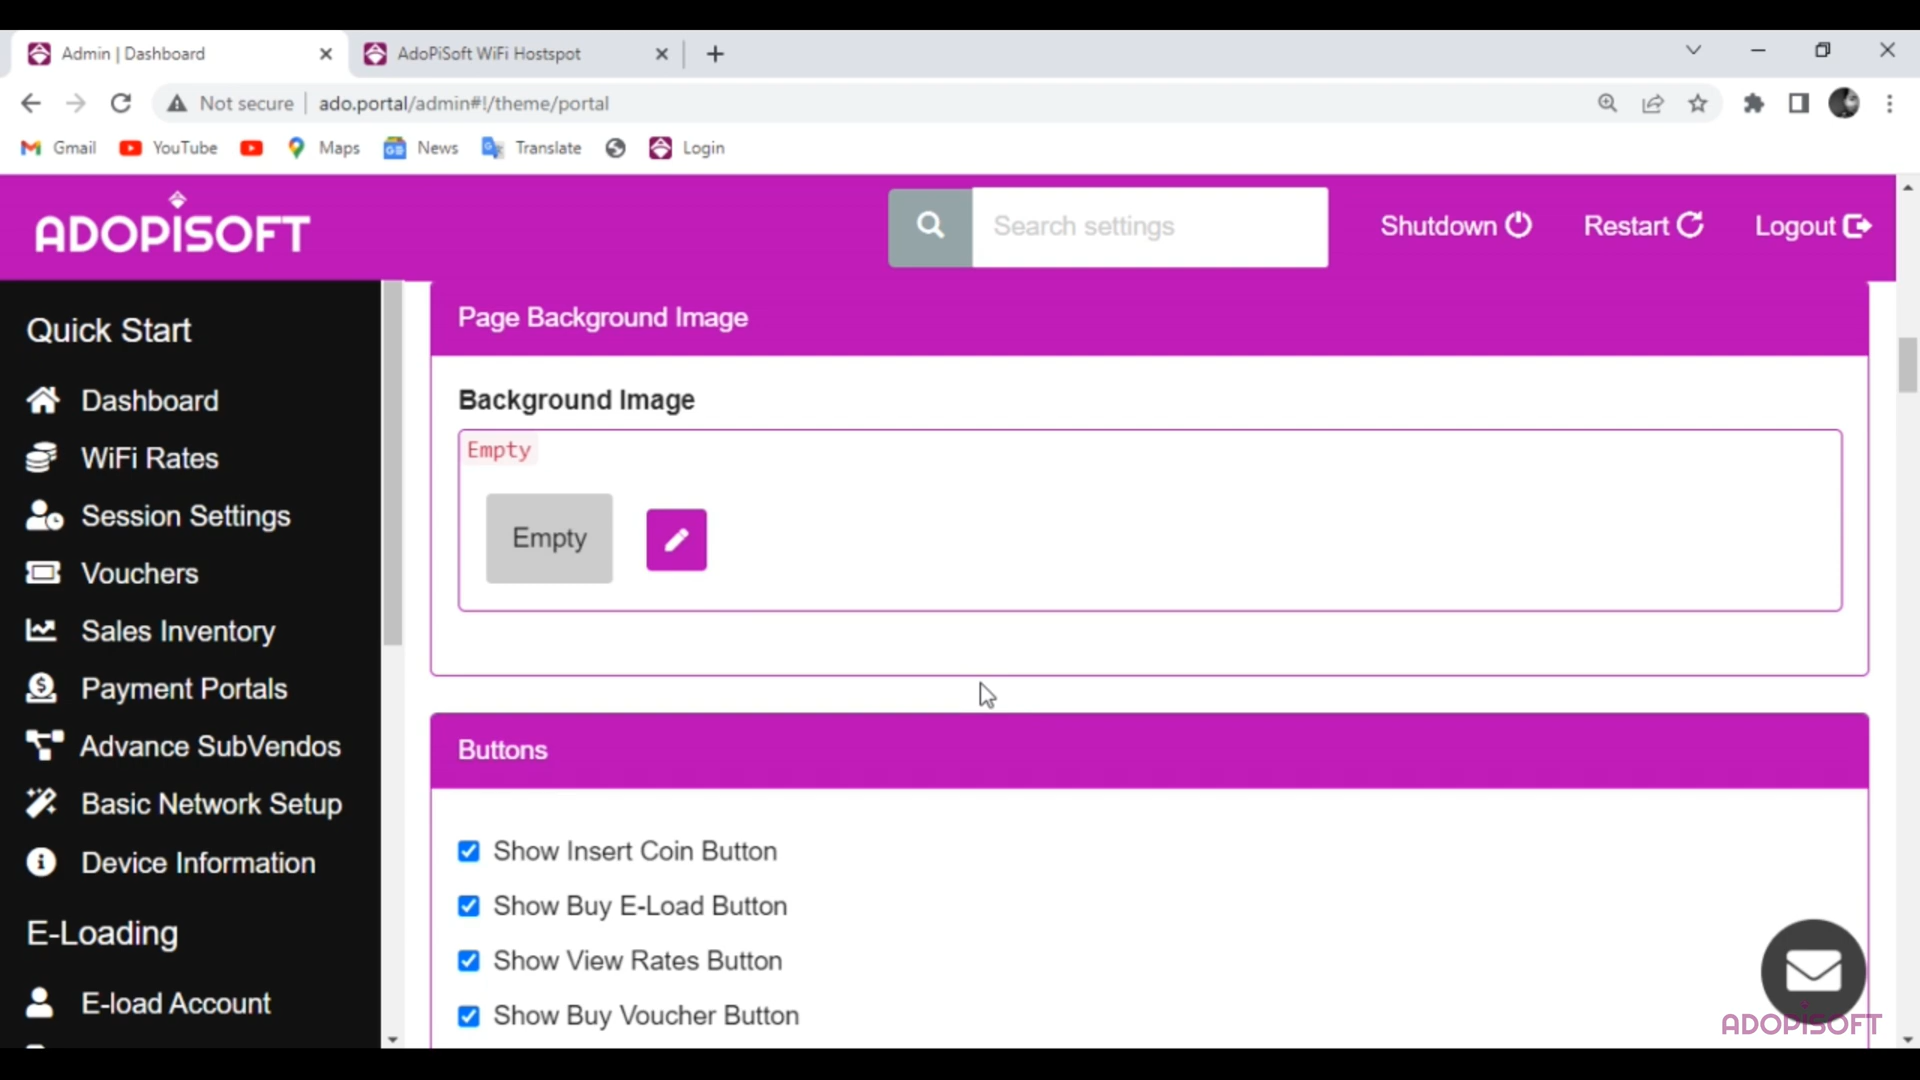 Admin | Dashboard
AdoPiSoft WiFi Hostspot
Not secure
ado.portal/admin#!/theme/portal
Gmail
YouTube
Maps
News
Translate
Login
ADOPISOFT
Search settings
Shutdown
Restart
Logout
Quick Start
Dashboard
WiFi Rates
Session Settings
Vouchers
Sales Inventory
Payment Portals
Advance SubVendos
Basic Network Setup
Device Information
E-Loading
E-load Account
Page Background Image
Background Image
Empty
Empty
Buttons
Show Insert Coin Button
Show Buy E-Load Button
Show View Rates Button
Show Buy Voucher Button
ADOPISOFT